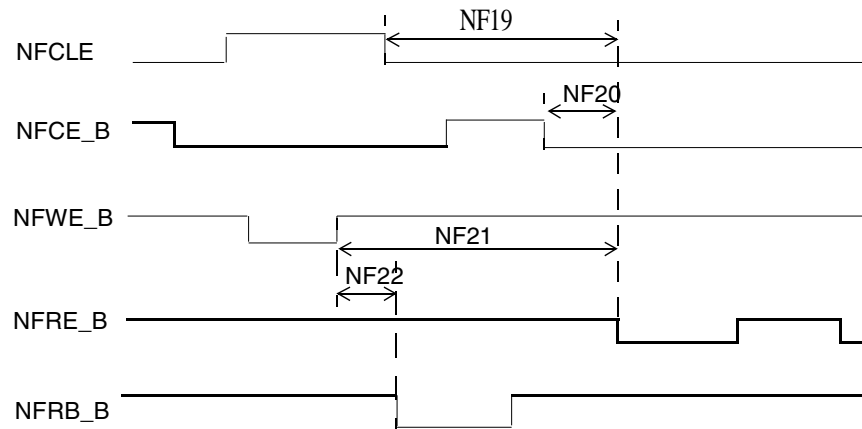 NF19
NFCLE
NF20
NFCE_B
NFWE_B
NF21
NF22
NFRE_B
NFRB_B